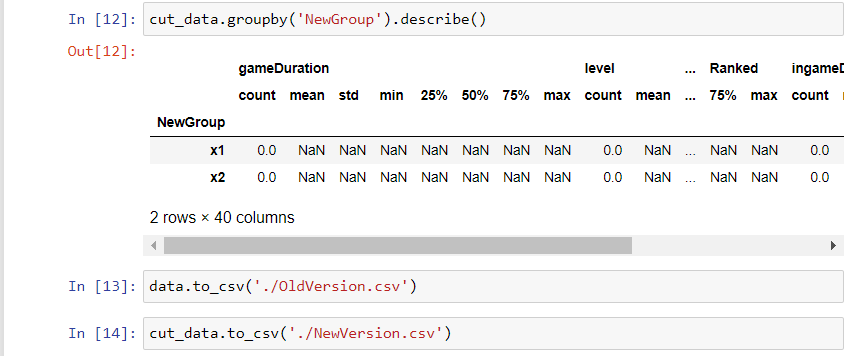 In [12]: cut_data.groupby('NewGroup').describe()
Out[12]:
gameDuration level ... Ranked
count mean std min 25% 50% 75% max count mean ... 75% max count
NewGroup
x1 0.0 NaN NaN NaN NaN NaN NaN NaN 0.0 NaN ... NaN NaN 0.0
x2 0.0 NaN NaN NaN NaN NaN NaN NaN 0.0 NaN ... NaN NaN 0.0
2 rows × 40 columns
In [13]: data.to_csv('./OldVersion.csv')
In [14]: cut_data.to_csv('./NewVersion.csv')